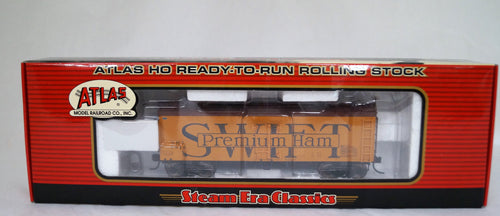 ATLAS HO READY-TO-RUN ROLLING STOCK
ATLAS
MODEL RAILROAD CO., INC.
SWIFT
Premium Ham
Steam Era Classics